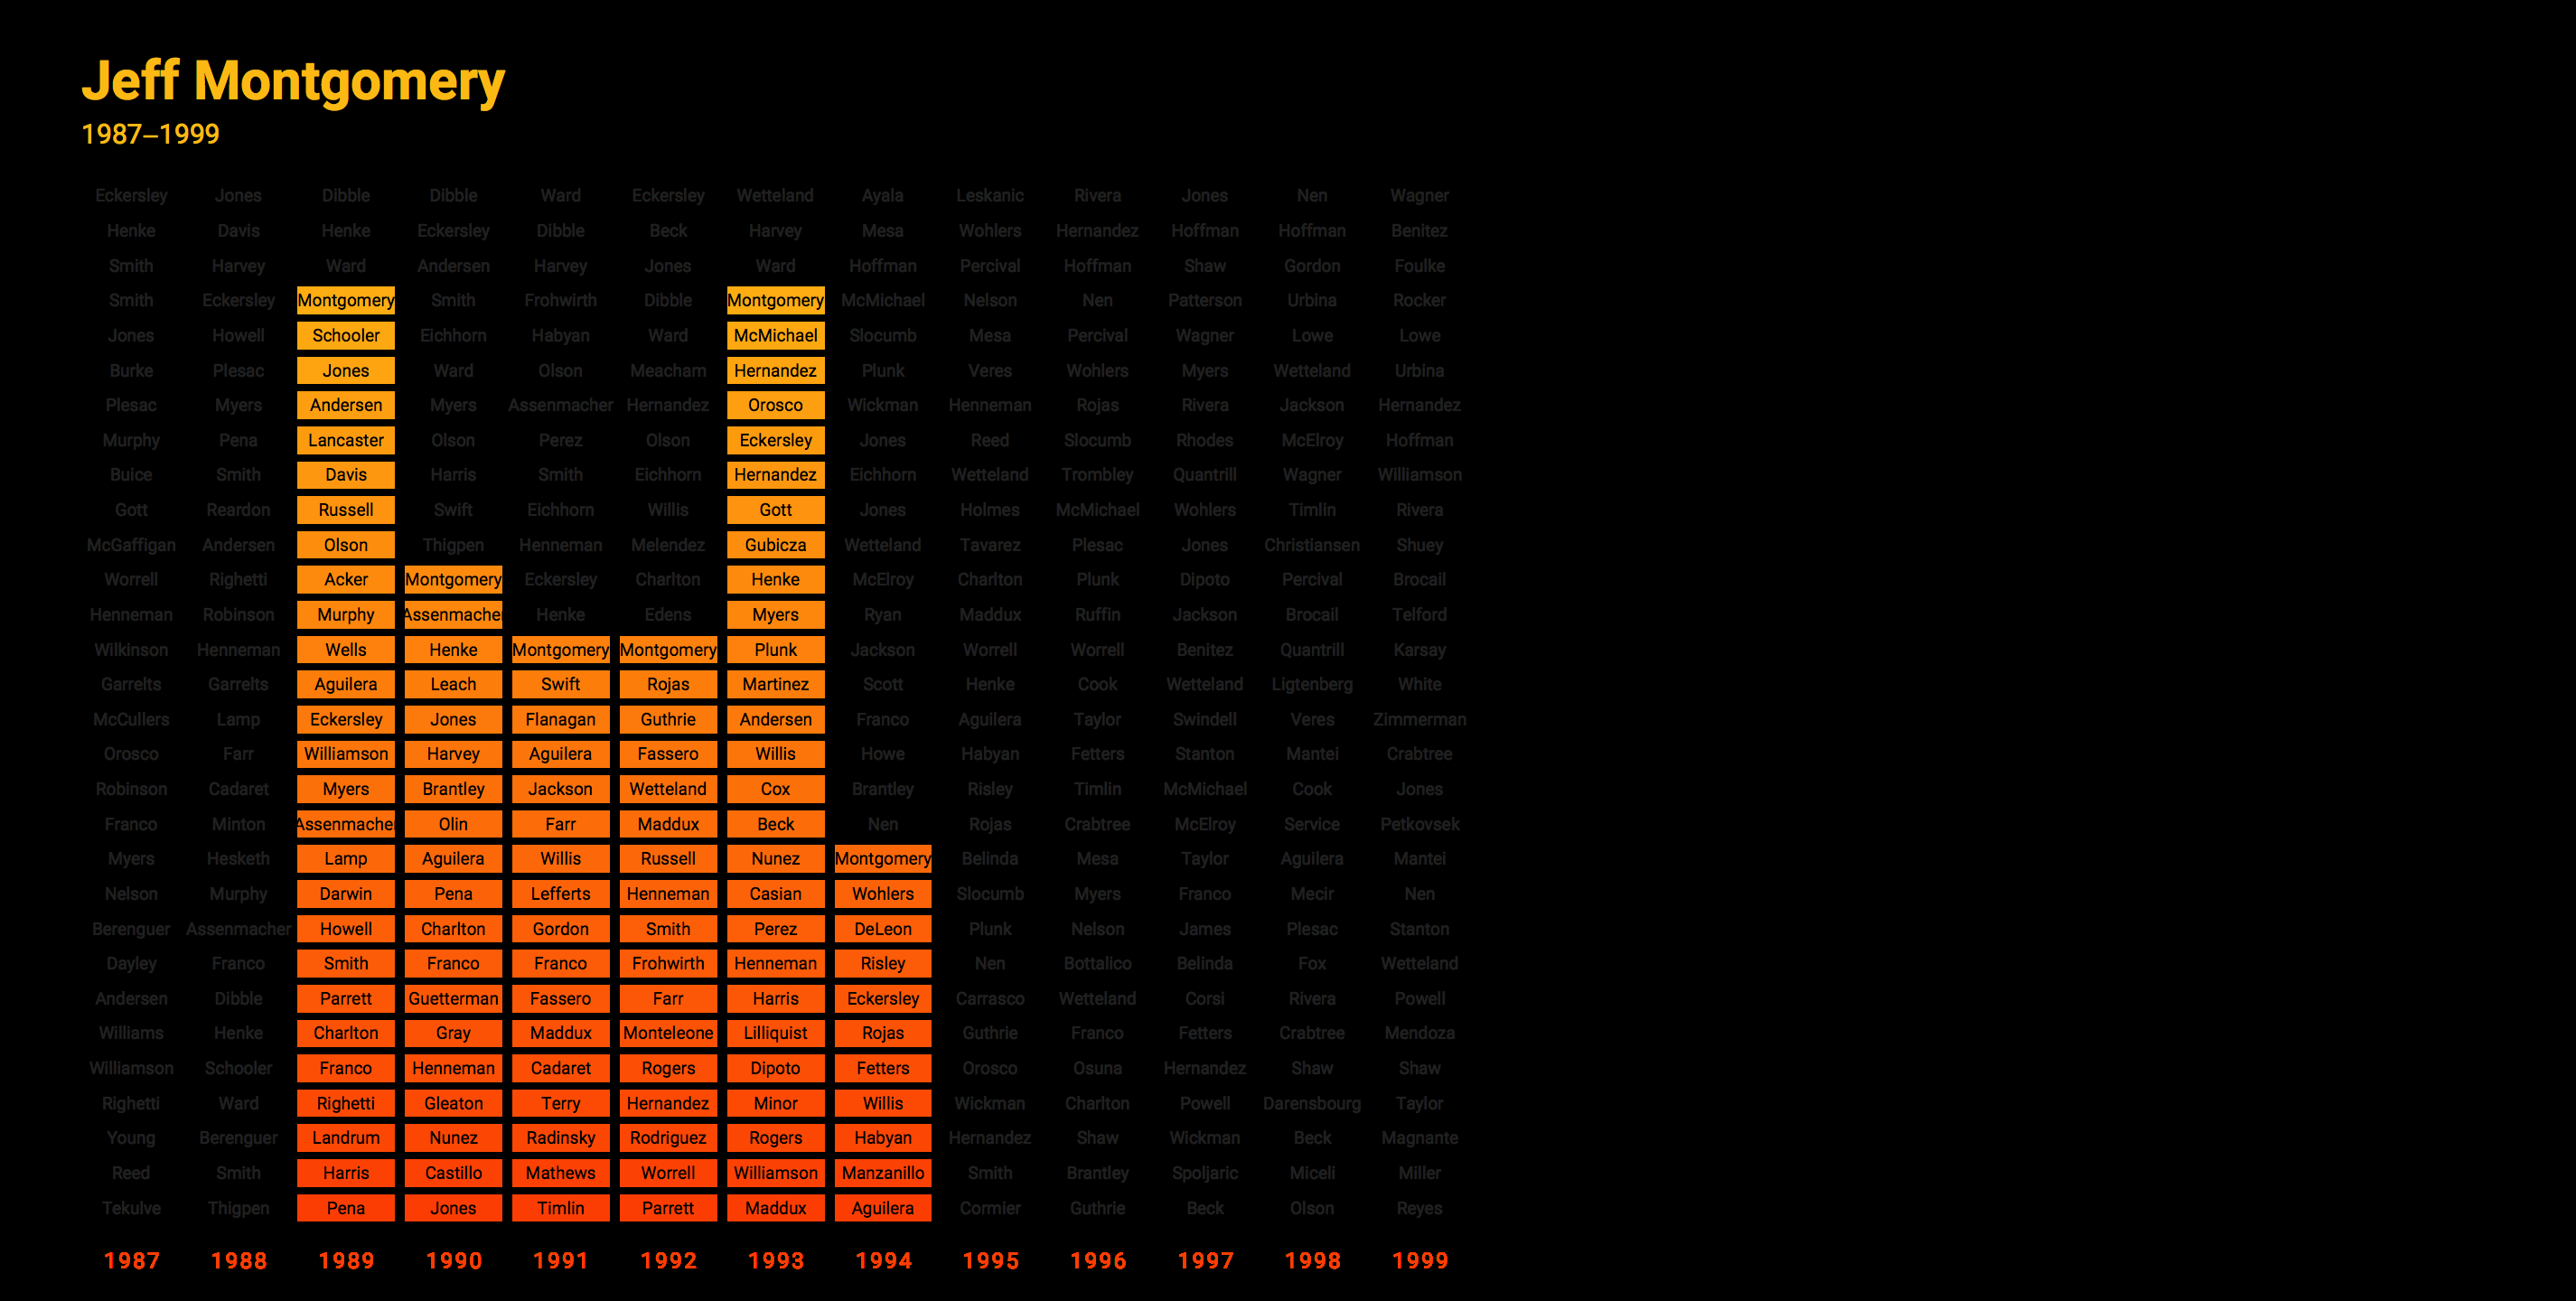 Jeff Montgomery
1987–1999
Eckersley Jones Dibble Dibble Ward Eckersley Wetteland Ayala Leskanic Rivera Jones Nen Wagner
Henke Davis Henke Eckersley Dibble Beck Harvey Mesa Wohlers Hernandez Hoffman Hoffman Benitez
Smith Harvey Ward Andersen Harvey Jones Ward Hoffman Percival Hoffman Shaw Gordon Foulke
Smith Eckersley Montgomery Smith Frohwirth Dibble Montgomery McMichael Nelson Nen Patterson Urbina Rocker
Jones Howell Schooler Eichhorn Habyan Ward McMichael Slocumb Mesa Percival Wagner Lowe Lowe
Burke Plesac Jones Ward Olson Meacham Hernandez Plunk Veres Wohlers Myers Wetteland Urbina
Plesac Myers Andersen Myers Assenmacher Hernandez Orosco Wickman Henneman Rojas Rivera Jackson Hernandez
Murphy Pena Lancaster Olson Perez Olson Eckersley Jones Reed Slocumb Rhodes McElroy Hoffman
Buice Smith Davis Harris Smith Eichhorn Hernandez Eichhorn Wetteland Trombley Quantrill Wagner Williamson
Gott Reardon Russell Swift Eichhorn Willis Gott Jones Holmes McMichael Wohlers Timlin Rivera
McGaffigan Andersen Olson Thigpen Henneman Melendez Gubicza Wetteland Tavarez Plesac Jones Christiansen Shuey
Worrell Righetti Acker Montgomery Eckersley Charlton Henke McElroy Charlton Plunk Dipoto Percival Brocail
Henneman Robinson Murphy Assenmacher Henke Edens Myers Ryan Maddux Ruffin Jackson Brocail Telford
Wilkinson Henneman Wells Henke Montgomery Montgomery Plunk Jackson Worrell Worrell Benitez Quantrill Karsay
Garrelts Garrelts Aguilera Leach Swift Rojas Martinez Scott Henke Cook Wetteland Ligtenberg White
McCullers Lamp Eckersley Jones Flanagan Guthrie Andersen Franco Aguilera Taylor Swindell Veres Zimmerman
Orosco Farr Williamson Harvey Aguilera Fassero Willis Howe Habyan Fetters Stanton Mantei Crabtree
Robinson Cadaret Myers Brantley Jackson Wetteland Cox Brantley Risley Timlin McMichael Cook Jones
Franco Minton Assenmacher Olin Farr Maddux Beck Nen Rojas Crabtree McElroy Service Petkovsek
Myers Hesketh Lamp Aguilera Willis Russell Nunez Montgomery Belinda Mesa Taylor Aguilera Mantei
Nelson Murphy Darwin Pena Lefferts Henneman Casian Wohlers Slocumb Myers Franco Mecir Nen
Berenguer Assenmacher Howell Charlton Gordon Smith Perez DeLeon Plunk Nelson James Plesac Stanton
Dayley Franco Smith Franco Franco Frohwirth Henneman Risley Nen Bottalico Belinda Fox Wetteland
Andersen Dibble Parrett Guetterman Fassero Farr Harris Eckersley Carrasco Wetteland Corsi Rivera Powell
Williams Henke Charlton Gray Maddux Monteleone Lilliquist Rojas Guthrie Franco Fetters Crabtree Mendoza
Williamson Schooler Franco Henneman Cadaret Rogers Dipoto Fetters Orosco Osuna Hernandez Shaw Shaw
Righetti Ward Righetti Gleaton Terry Hernandez Minor Willis Wickman Charlton Powell Darensbourg Taylor
Young Berenguer Landrum Nunez Radinsky Rodriguez Rogers Habyan Hernandez Shaw Wickman Beck Magnante
Reed Smith Harris Castillo Mathews Worrell Williamson Manzanillo Smith Brantley Spoljaric Miceli Miller
Tekulve Thigpen Pena Jones Timlin Parrett Maddux Aguilera Cormier Guthrie Beck Olson Reyes
1987 1988 1989 1990 1991 1992 1993 1994 1995 1996 1997 1998 1999